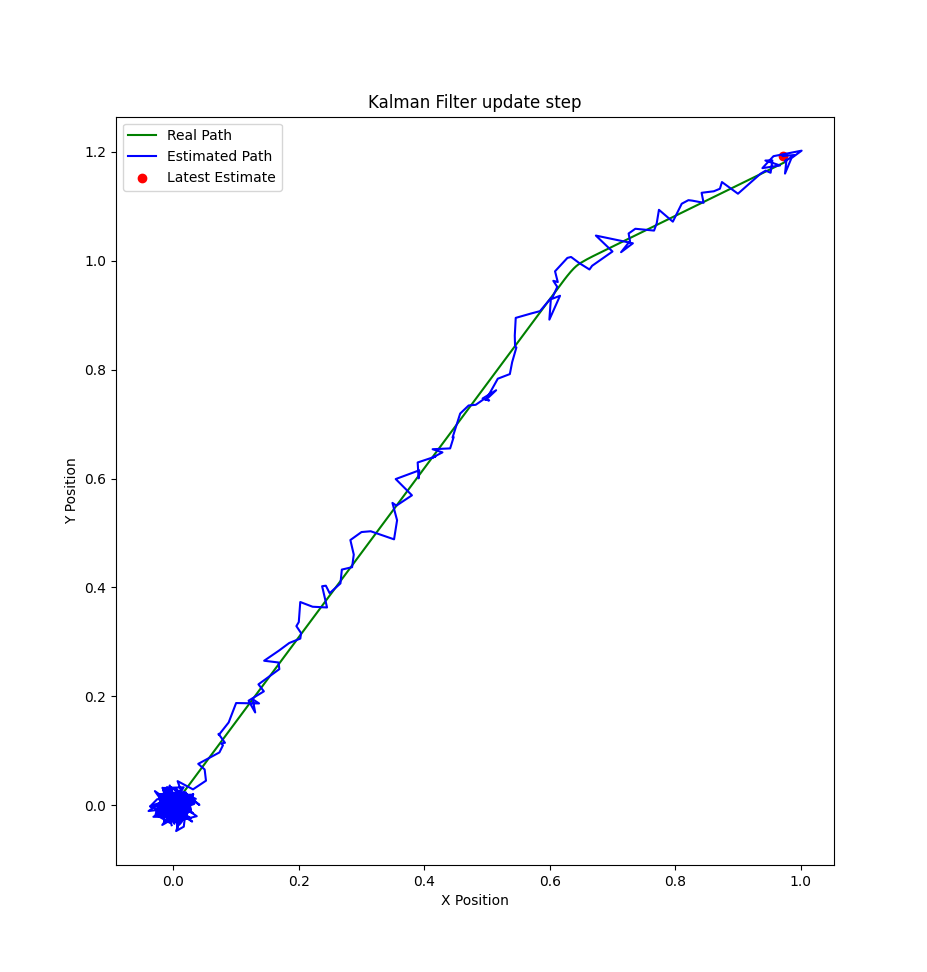 Kalman Filter update step
Real Path
Estimated Path
Latest Estimate
1.2
1.0
0.8
0.6
0.4
0.2
0.0
Y Position
0.0 0.2 0.4 0.6 0.8 1.0
X Position